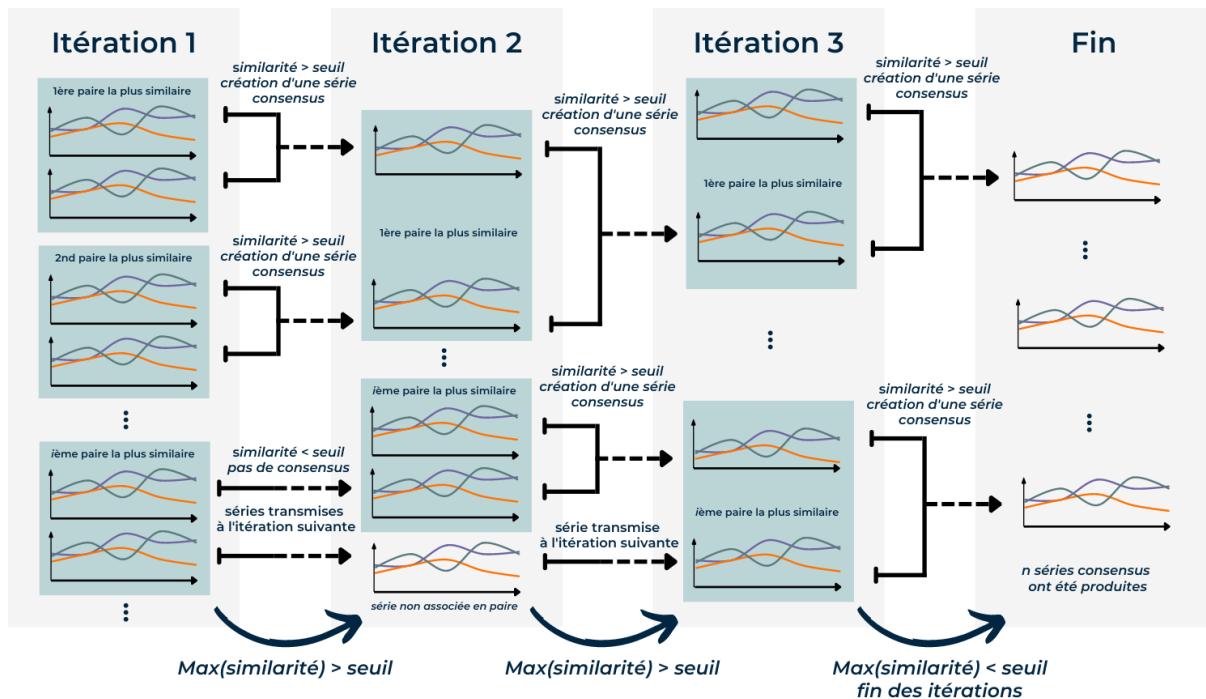 Itération 1
1ère paire la plus similaire
2nd paire la plus similaire
ième paire la plus similaire
similarité > seuil
création d'une série
consensus
similarité > seuil
création d'une série
consensus
similarité < seuil
pas de consensus
séries transmises
à l'itération suivante
Itération 2
1ère paire la plus similaire
ième paire la plus similaire
série non associée en paire
similarité > seuil
création d'une série
consensus
similarité > seuil
création d'une série
consensus
série transmise
à l'itération suivante
Itération 3
1ère paire la plus similaire
ième paire la plus similaire
similarité > seuil
création d'une série
consensus
similarité > seuil
création d'une série
consensus
Fin
n séries consensus
ont été produites
Max(similarité) > seuil
Max(similarité) > seuil
Max(similarité) < seuil
fin des itérations